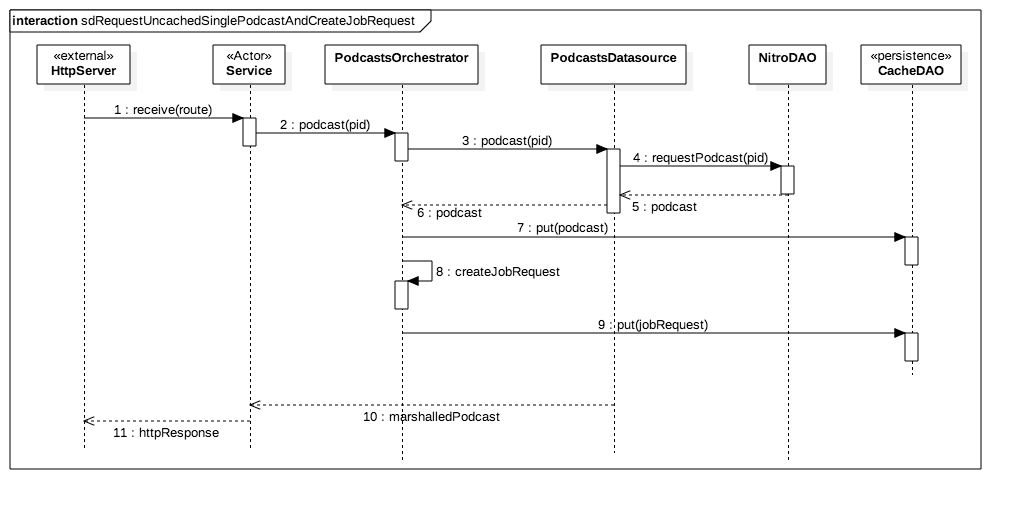 interaction sdRequestUncachedSinglePodcastAndCreateJobRequest
«external»
HttpServer
«Actor»
Service
PodcastsOrchestrator
PodcastsDatasource
NitroDAO
«persistence»
CacheDAO
1 : receive(route)
2 : podcast(pid)
3 : podcast(pid)
4 : requestPodcast(pid)
5 : podcast
6 : podcast
7 : put(podcast)
8 : createJobRequest
9 : put(jobRequest)
10 : marshalledPodcast
11 : httpResponse